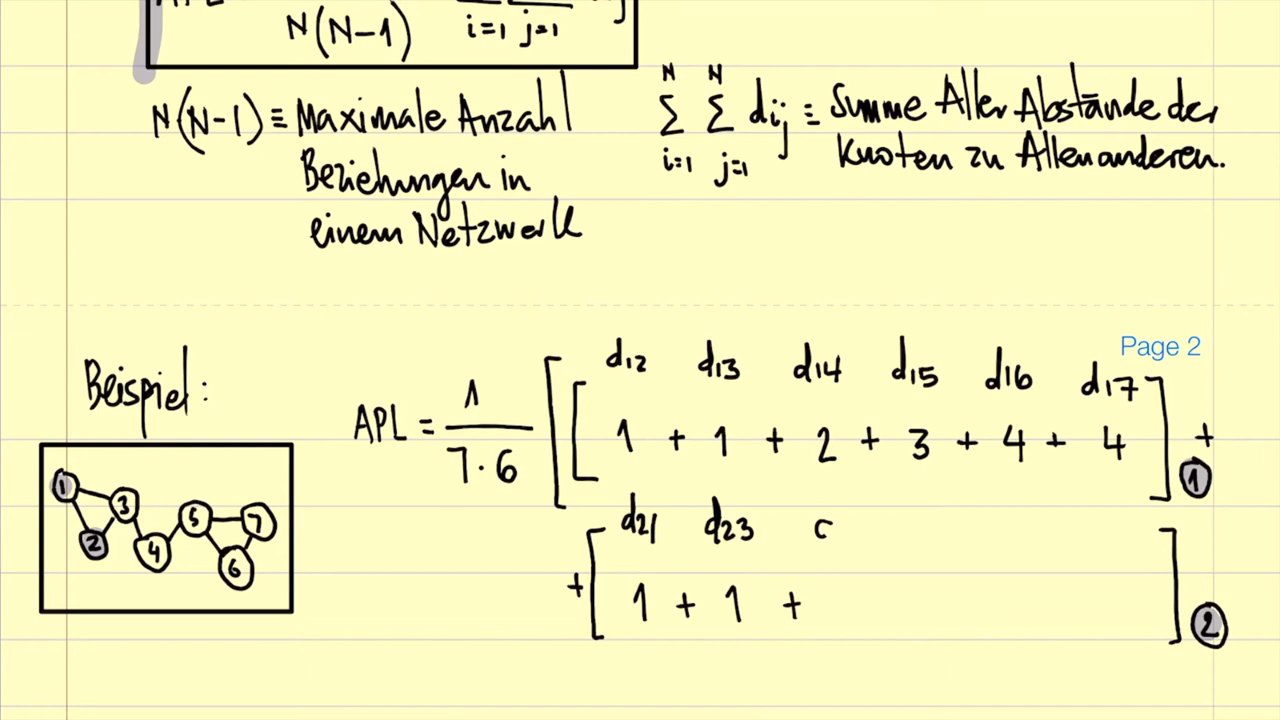 N(N-1) i=1 j=1
N(N-1) ≡ Maximale Anzahl
Beziehungen in
einem Netzwerk
N N
∑ ∑ dij ≡ Summe Aller Abstände der
i=1 j=1 Knoten zu Allen anderen.
Page 2
Beispiel:
1 2 3 4 5 6 7
d12 d13 d14 d15 d16 d17
APL = 1/7·6 [[1 + 1 + 2 + 3 + 4 + 4] +
1
d21 d23
+[1 + 1 + ]
2